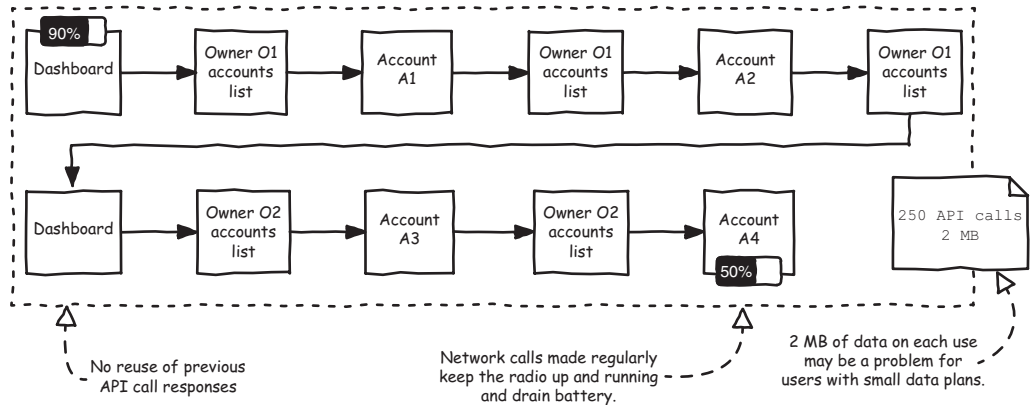 90%
Dashboard
Owner O1
accounts
list
Account
A1
Owner O1
accounts
list
Account
A2
Owner O1
accounts
list
Dashboard
Owner O2
accounts
list
Account
A3
Owner O2
accounts
list
Account
A4
50%
250 API calls
2 MB
No reuse of previous
API call responses
Network calls made regularly
keep the radio up and running
and drain battery.
2 MB of data on each use
may be a problem for
users with small data plans.